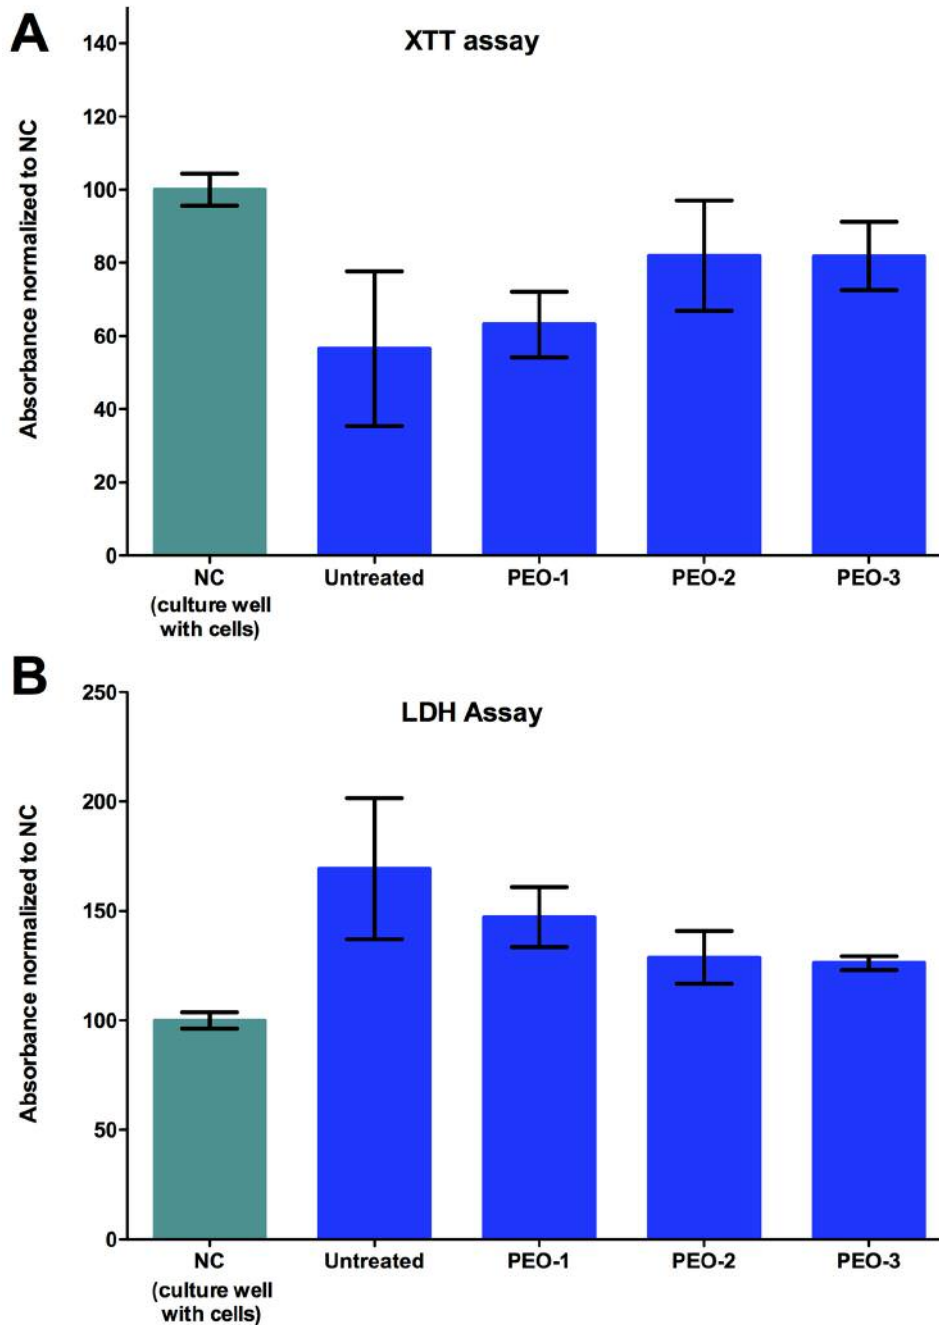 A
XTT assay
Absorbance normalized to NC
140
120
100
80
60
40
20
0
NC
(culture well
with cells)
Untreated
PEO-1
PEO-2
PEO-3
B
LDH Assay
Absorbance normalized to NC
250
200
150
100
50
0
NC
(culture well
with cells)
Untreated
PEO-1
PEO-2
PEO-3